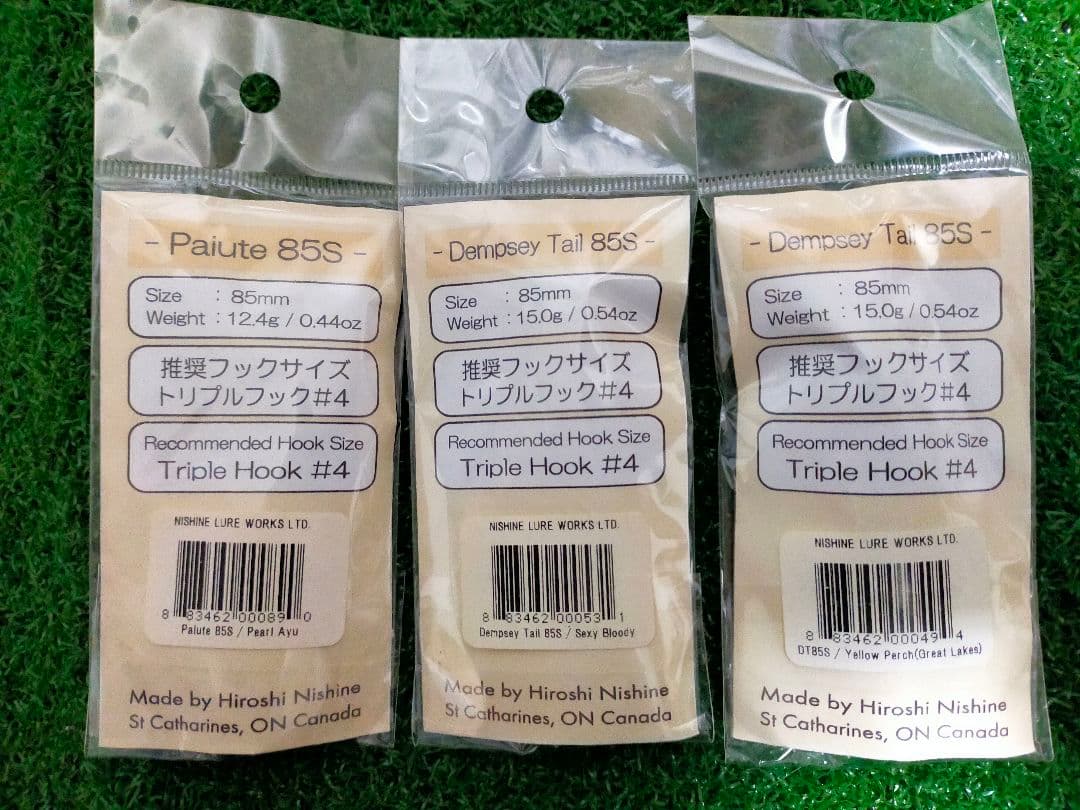 - Paiute 85S -
Size : 85mm
Weight : 12.4g / 0.44oz
推奨フックサイズ
トリプルフック#4
Recommended Hook Size
Triple Hook #4
NISHINE LURE WORKS LTD.
8 83462 00089 0
Paiute 85S / Pearl Ayu
Made by Hiroshi Nishine
St Catharines, ON Canada
- Dempsey Tail 85S -
Size : 85mm
Weight : 15.0g / 0.54oz
推奨フックサイズ
トリプルフック#4
Recommended Hook Size
Triple Hook #4
NISHINE LURE WORKS LTD.
8 83462 00053 1
Dempsey Tail 85S / Sexy Bloody
Made by Hiroshi Nishine
St Catharines, ON Canada
- Dempsey Tail 85S -
Size : 85mm
Weight : 15.0g / 0.54oz
推奨フックサイズ
トリプルフック#4
Recommended Hook Size
Triple Hook #4
NISHINE LURE WORKS LTD.
8 83462 00049 4
DT85S / Yellow Perch(Great Lakes)
Made by Hiroshi Nishine
St Catharines, ON Canada